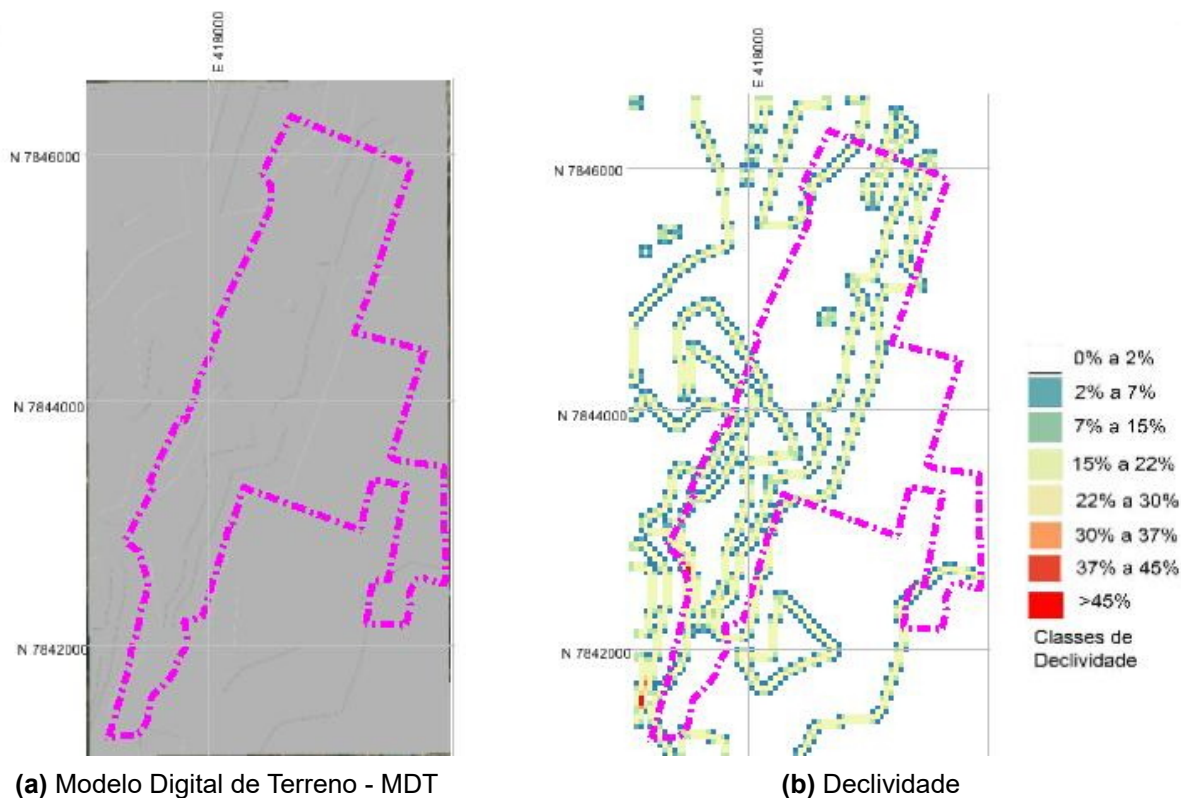 E 418000
N 7846000
N 7844000
N 7842000
(a) Modelo Digital de Terreno - MDT
E 418000
N 7846000
N 7844000
N 7842000
0% a 2%
2% a 7%
7% a 15%
15% a 22%
22% a 30%
30% a 37%
37% a 45%
>45%
Classes de
Declividade
(b) Declividade